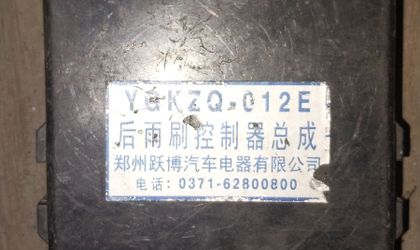 YGKZQ-012E
后雨刷控制器总成
郑州跃博汽车电器有限公司
电话：0371-62800800